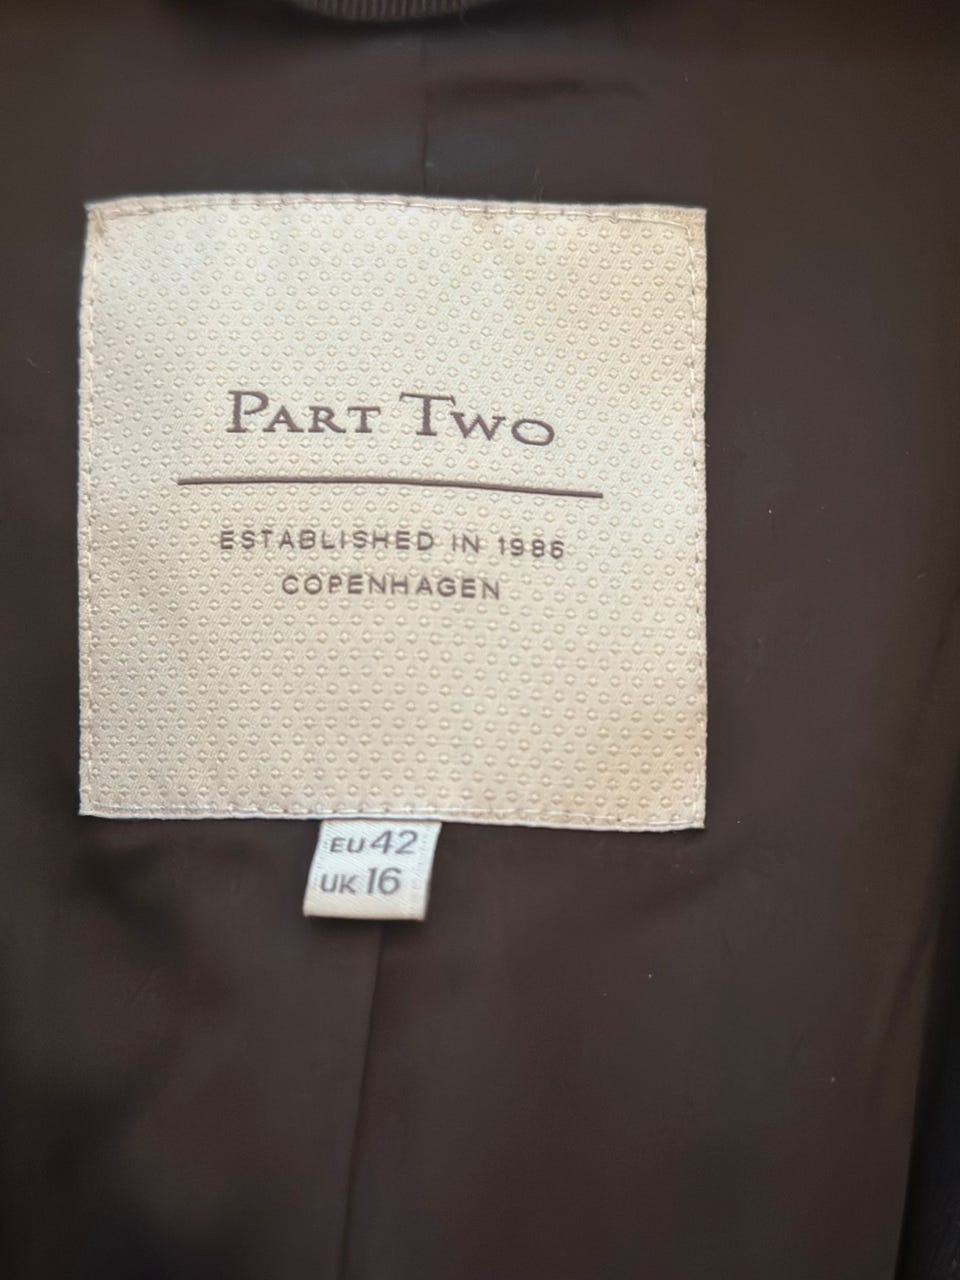 PART TWO
ESTABLISHED IN 1986
COPENHAGEN
EU 42
UK 16